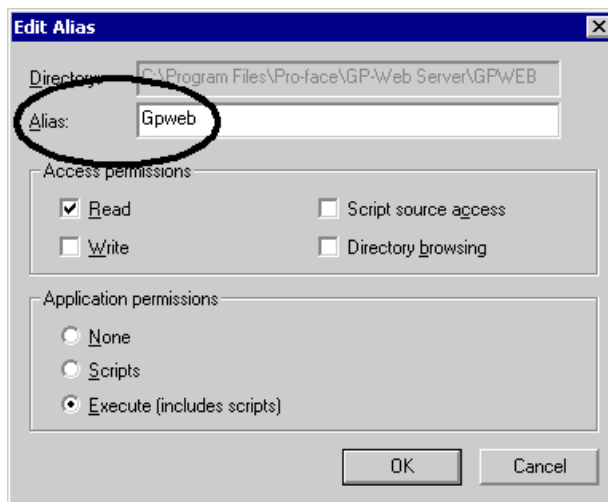 Edit Alias
Directory: C:\Program Files\Pro-face\GP-Web Server\GPWEB
Alias: Gpweb
Access permissions
Read Script source access
Write Directory browsing
Application permissions
None
Scripts
Execute (includes scripts)
OK Cancel